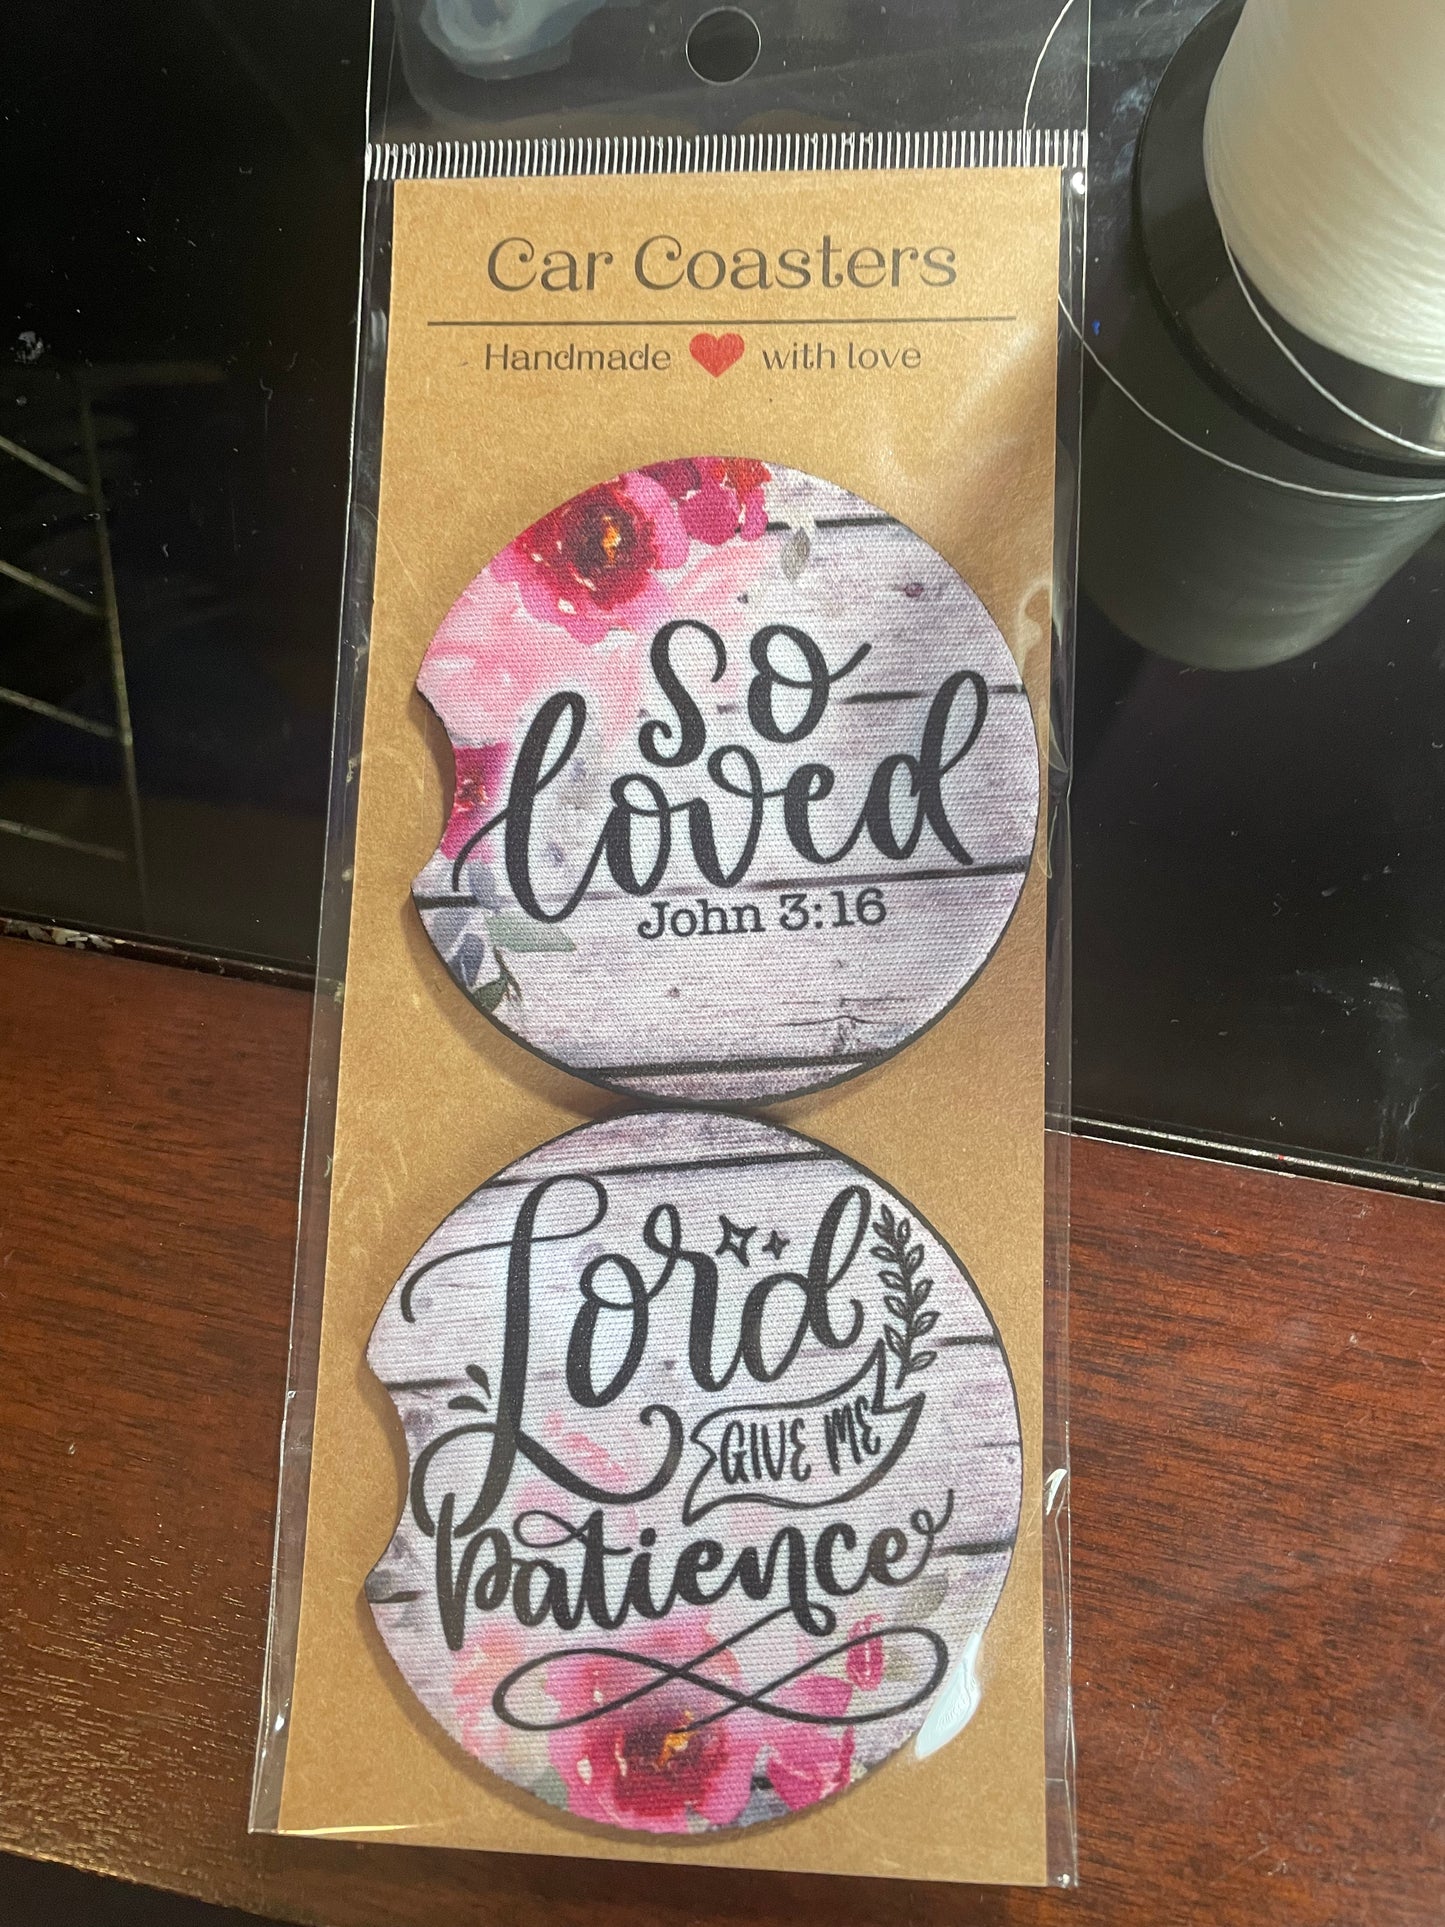 Car Coasters
Handmade ❤ with love
so
loved
John 3:16
Lord
GIVE ME
patience